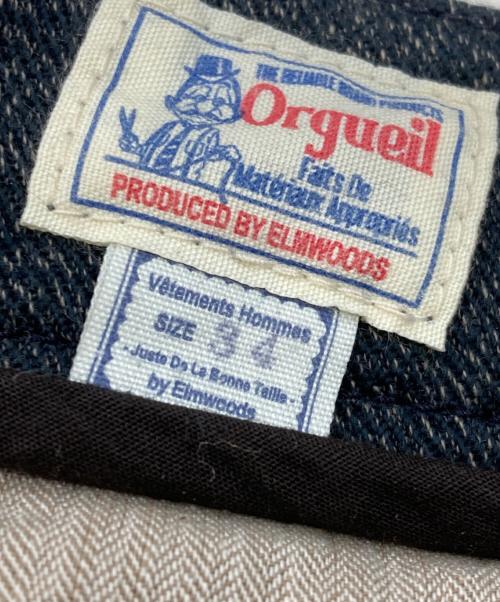 THE RELIABLE BRAND PRODUCTS
Orgueil
Faits De
Matériaux Appropriés
PRODUCED BY ELMWOODS
Vêtements Hommes
SIZE 34
- Juste De La Bonne Taille -
by Elmwoods